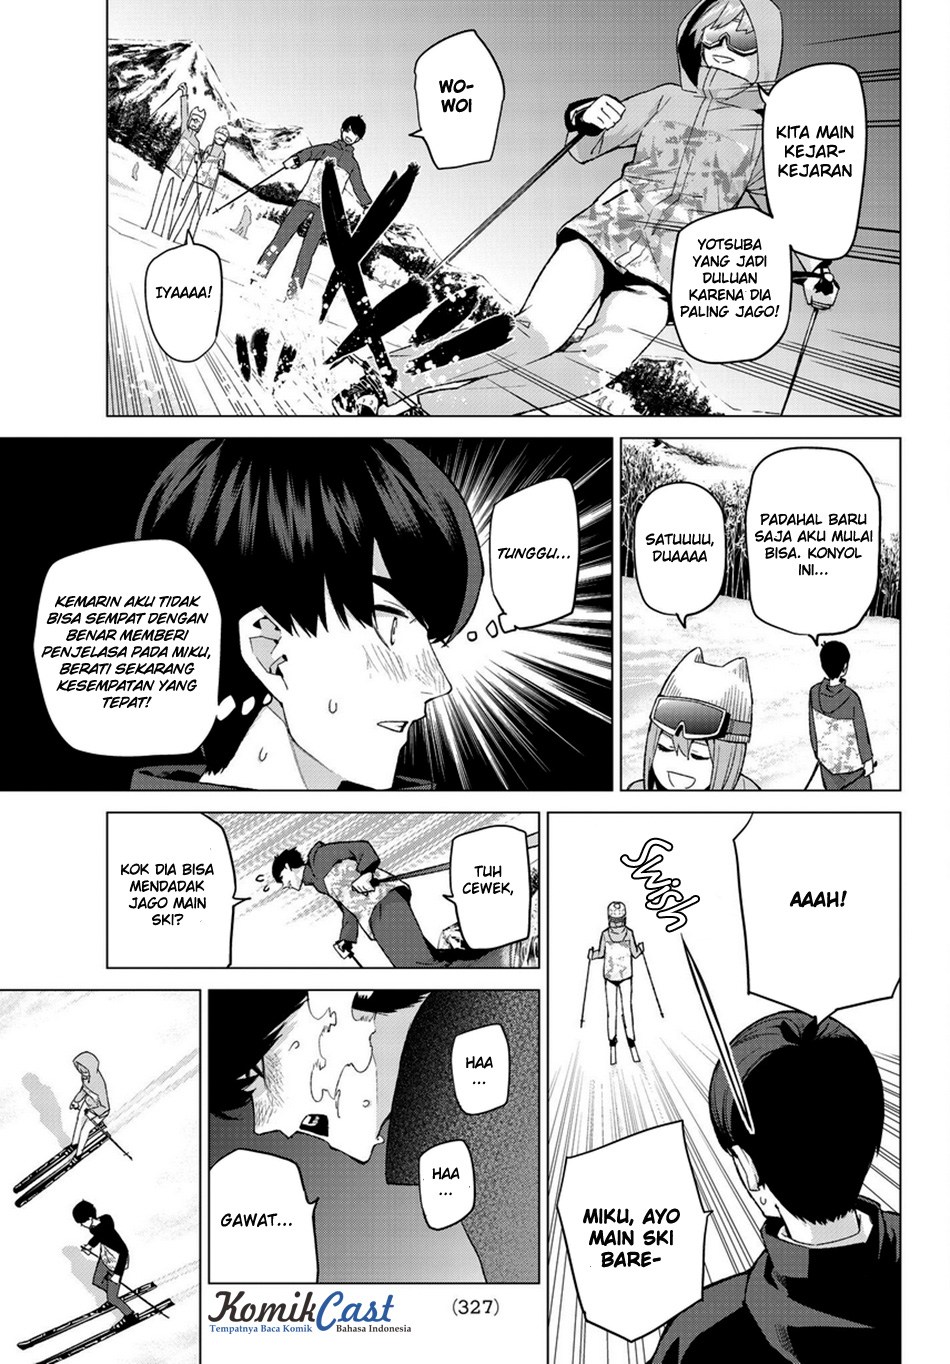 KITA MAIN
KEJAR-
KEJARAN
YOTSUBA
YANG JADI
DULUAN
KARENA DIA
PALING JAGO!
WO-
WOI
IYAAAA!
PADAHAL BARU
SAJA AKU MULAI
BISA. KONYOL
INI...
SATUUUU,
DUAAAA
TUNGGU...
KEMARIN AKU TIDAK
BISA SEMPAT DENGAN
BENAR MEMBERI
PENJELASA PADA MIKU,
BERATI SEKARANG
KESEMPATAN YANG
TEPAT!
AAAH!
Swish
MIKU, AYO
MAIN SKI
BARE-
TUH
CEWEK,
KOK DIA BISA
MENDADAK
JAGO MAIN
SKI?
HAA
...
HAA
...
GAWAT...
KomikCast
Tempatnya Baca Komik Bahasa Indonesia
(327)